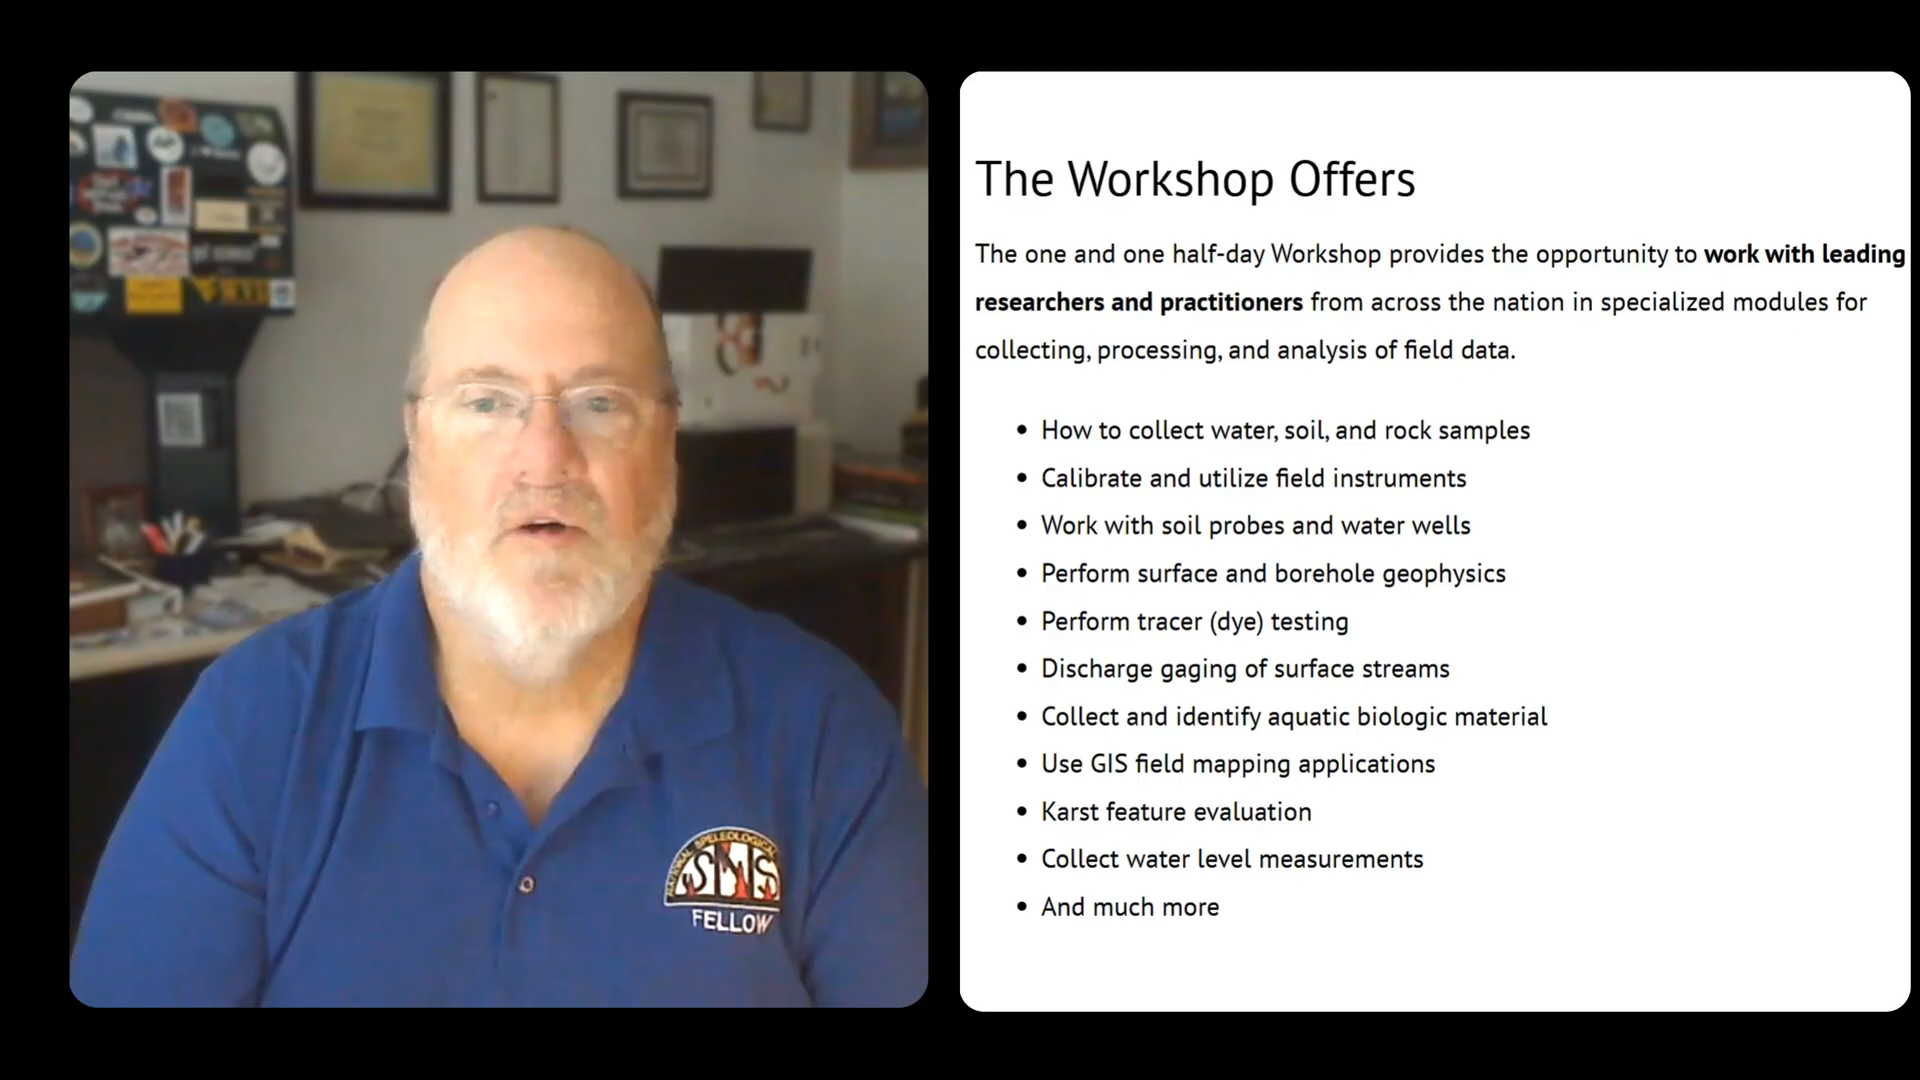 The Workshop Offers
The one and one half-day Workshop provides the opportunity to work with leading
researchers and practitioners from across the nation in specialized modules for
collecting, processing, and analysis of field data.
• How to collect water, soil, and rock samples
• Calibrate and utilize field instruments
• Work with soil probes and water wells
• Perform surface and borehole geophysics
• Perform tracer (dye) testing
• Discharge gaging of surface streams
• Collect and identify aquatic biologic material
• Use GIS field mapping applications
• Karst feature evaluation
• Collect water level measurements
• And much more
NATIONAL SPELEOLOGICAL
NSS
FELLOW